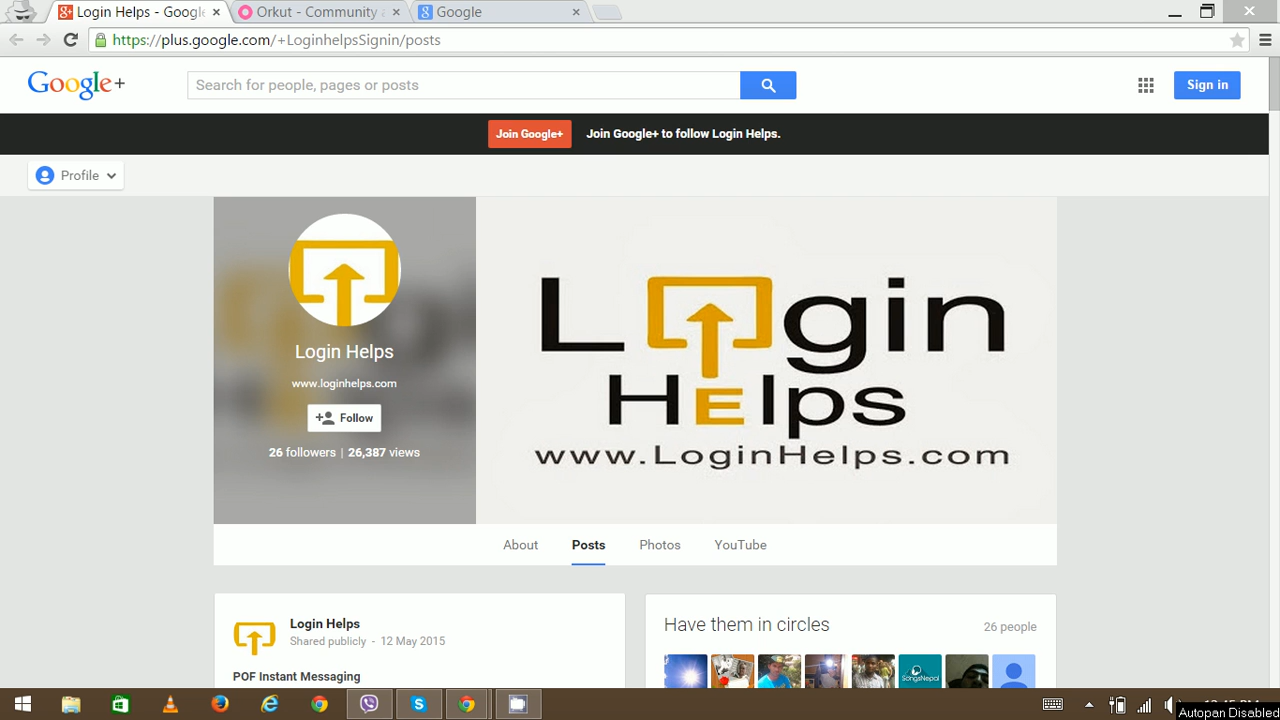 Login Helps - Google
Orkut - Community a
Google
https://plus.google.com/+LoginhelpsSignin/posts
Google+
Search for people, pages or posts
Sign in
Join Google+
Join Google+ to follow Login Helps.
Profile
Login Helps
www.loginhelps.com
Follow
26 followers | 26,387 views
Login
Helps
www.LoginHelps.com
About
Posts
Photos
YouTube
Login Helps
Shared publicly - 12 May 2015
POF Instant Messaging
Have them in circles
26 people
SongsNepal
Autopan Disabled